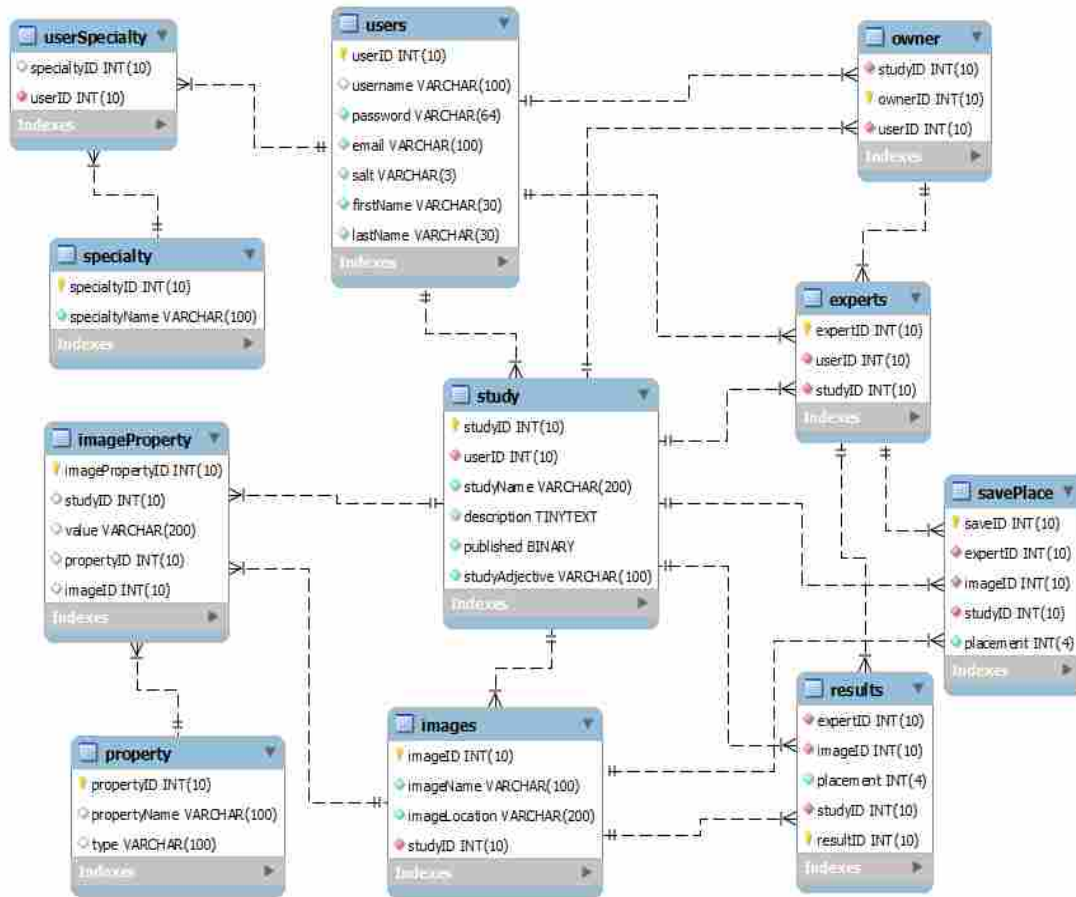 userSpecialty
specialtyID INT(10)
userID INT(10)
Indexes
users
userID INT(10)
username VARCHAR(100)
password VARCHAR(64)
email VARCHAR(100)
salt VARCHAR(3)
firstName VARCHAR(30)
lastName VARCHAR(30)
Indexes
owner
studyID INT(10)
ownerID INT(10)
userID INT(10)
Indexes
specialty
specialtyID INT(10)
specialtyName VARCHAR(100)
Indexes
experts
expertID INT(10)
userID INT(10)
studyID INT(10)
Indexes
study
studyID INT(10)
userID INT(10)
studyName VARCHAR(200)
description TINYTEXT
published BINARY
studyAdjective VARCHAR(100)
Indexes
imageProperty
imagePropertyID INT(10)
studyID INT(10)
value VARCHAR(200)
propertyID INT(10)
imageID INT(10)
Indexes
savePlace
saveID INT(10)
expertID INT(10)
imageID INT(10)
studyID INT(10)
placement INT(4)
Indexes
results
expertID INT(10)
imageID INT(10)
placement INT(4)
studyID INT(10)
resultID INT(10)
Indexes
images
imageID INT(10)
imageName VARCHAR(100)
imageLocation VARCHAR(200)
studyID INT(10)
Indexes
property
propertyID INT(10)
propertyName VARCHAR(100)
type VARCHAR(100)
Indexes